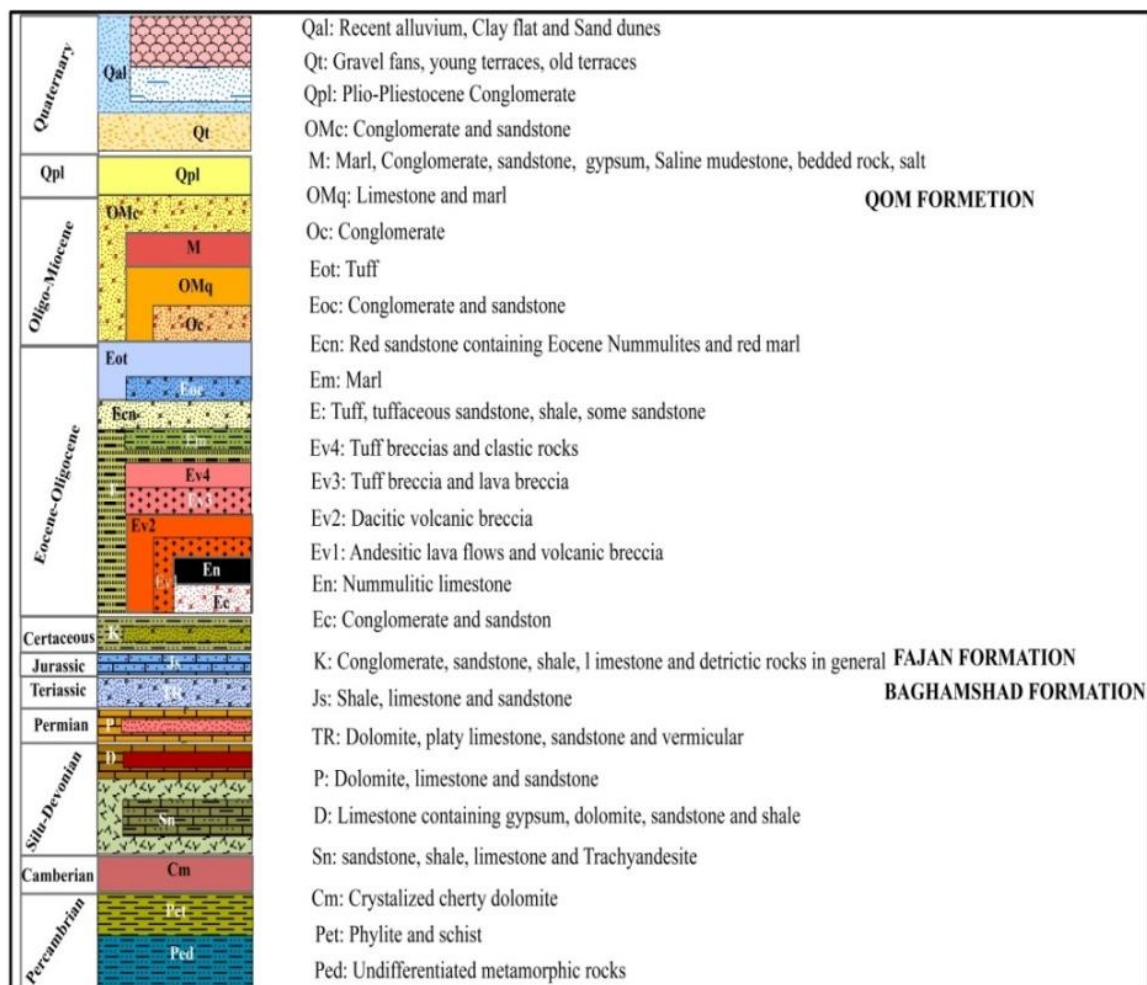 Quaternary
Qal
Qt
Qpl
Qpl
Oligo-Miocene
OMc
M
OMq
Oc
Eocene-Oligocene
Eot
Eoc
Ecn
Em
E
Ev4
Ev3
Ev2
Ev1
En
Ec
Certaceous
K
Jurassic
Js
Teriassic
TR
Permian
P
Silu-Devonian
D
Sn
Camberian
Cm
Percambrian
Pet
Ped
Qal: Recent alluvium, Clay flat and Sand dunes
Qt: Gravel fans, young terraces, old terraces
Qpl: Plio-Pliestocene Conglomerate
OMc: Conglomerate and sandstone
M: Marl, Conglomerate, sandstone, gypsum, Saline mudestone, bedded rock, salt
OMq: Limestone and marl QOM FORMETION
Oc: Conglomerate
Eot: Tuff
Eoc: Conglomerate and sandstone
Ecn: Red sandstone containing Eocene Nummulites and red marl
Em: Marl
E: Tuff, tuffaceous sandstone, shale, some sandstone
Ev4: Tuff breccias and clastic rocks
Ev3: Tuff breccia and lava breccia
Ev2: Dacitic volcanic breccia
Ev1: Andesitic lava flows and volcanic breccia
En: Nummulitic limestone
Ec: Conglomerate and sandston
K: Conglomerate, sandstone, shale, l imestone and detrictic rocks in general FAJAN FORMATION
Js: Shale, limestone and sandstone BAGHAMSHAD FORMATION
TR: Dolomite, platy limestone, sandstone and vermicular
P: Dolomite, limestone and sandstone
D: Limestone containing gypsum, dolomite, sandstone and shale
Sn: sandstone, shale, limestone and Trachyandesite
Cm: Crystalized cherty dolomite
Pet: Phylite and schist
Ped: Undifferentiated metamorphic rocks